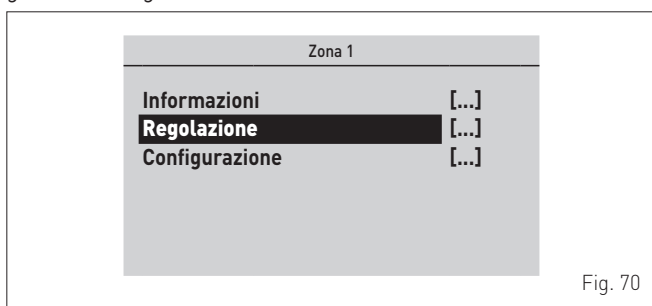 Zona 1
Informazioni [...]
Regolazione [...]
Configurazione [...]
Fig. 70